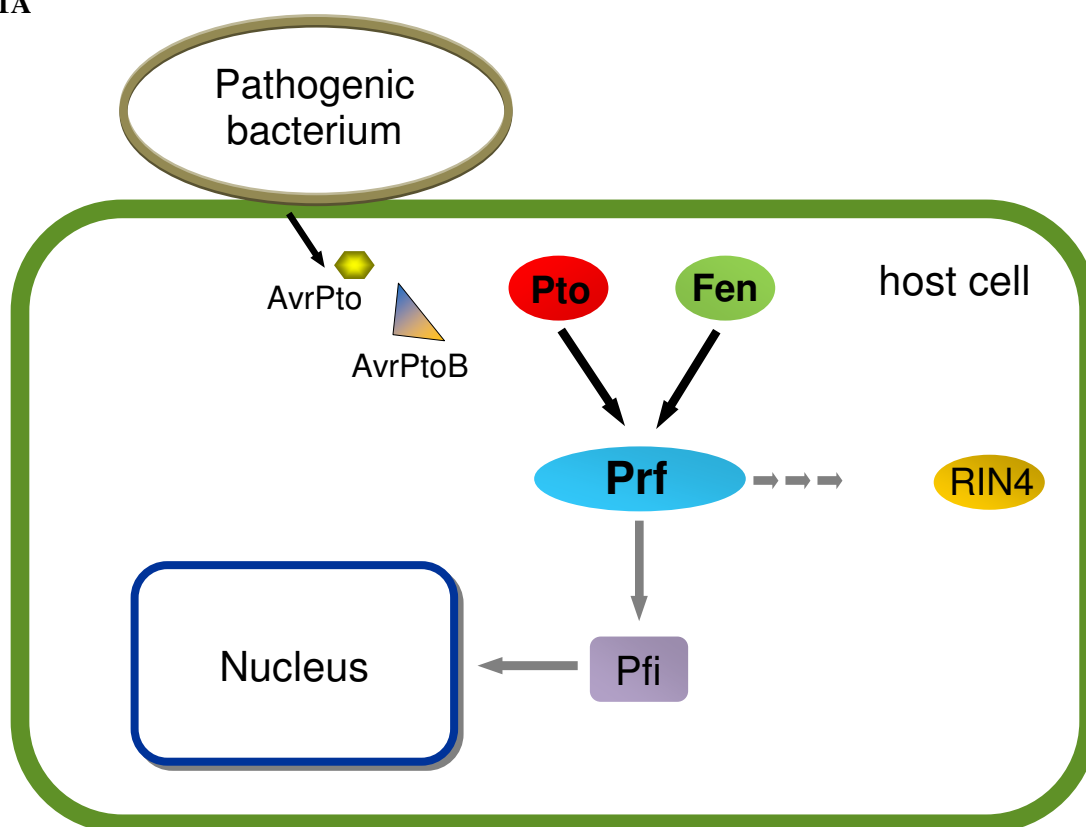 Pathogenic
bacterium
AvrPto
AvrPtoB
Pto
Fen
host cell
Prf
RIN4
Pfi
Nucleus